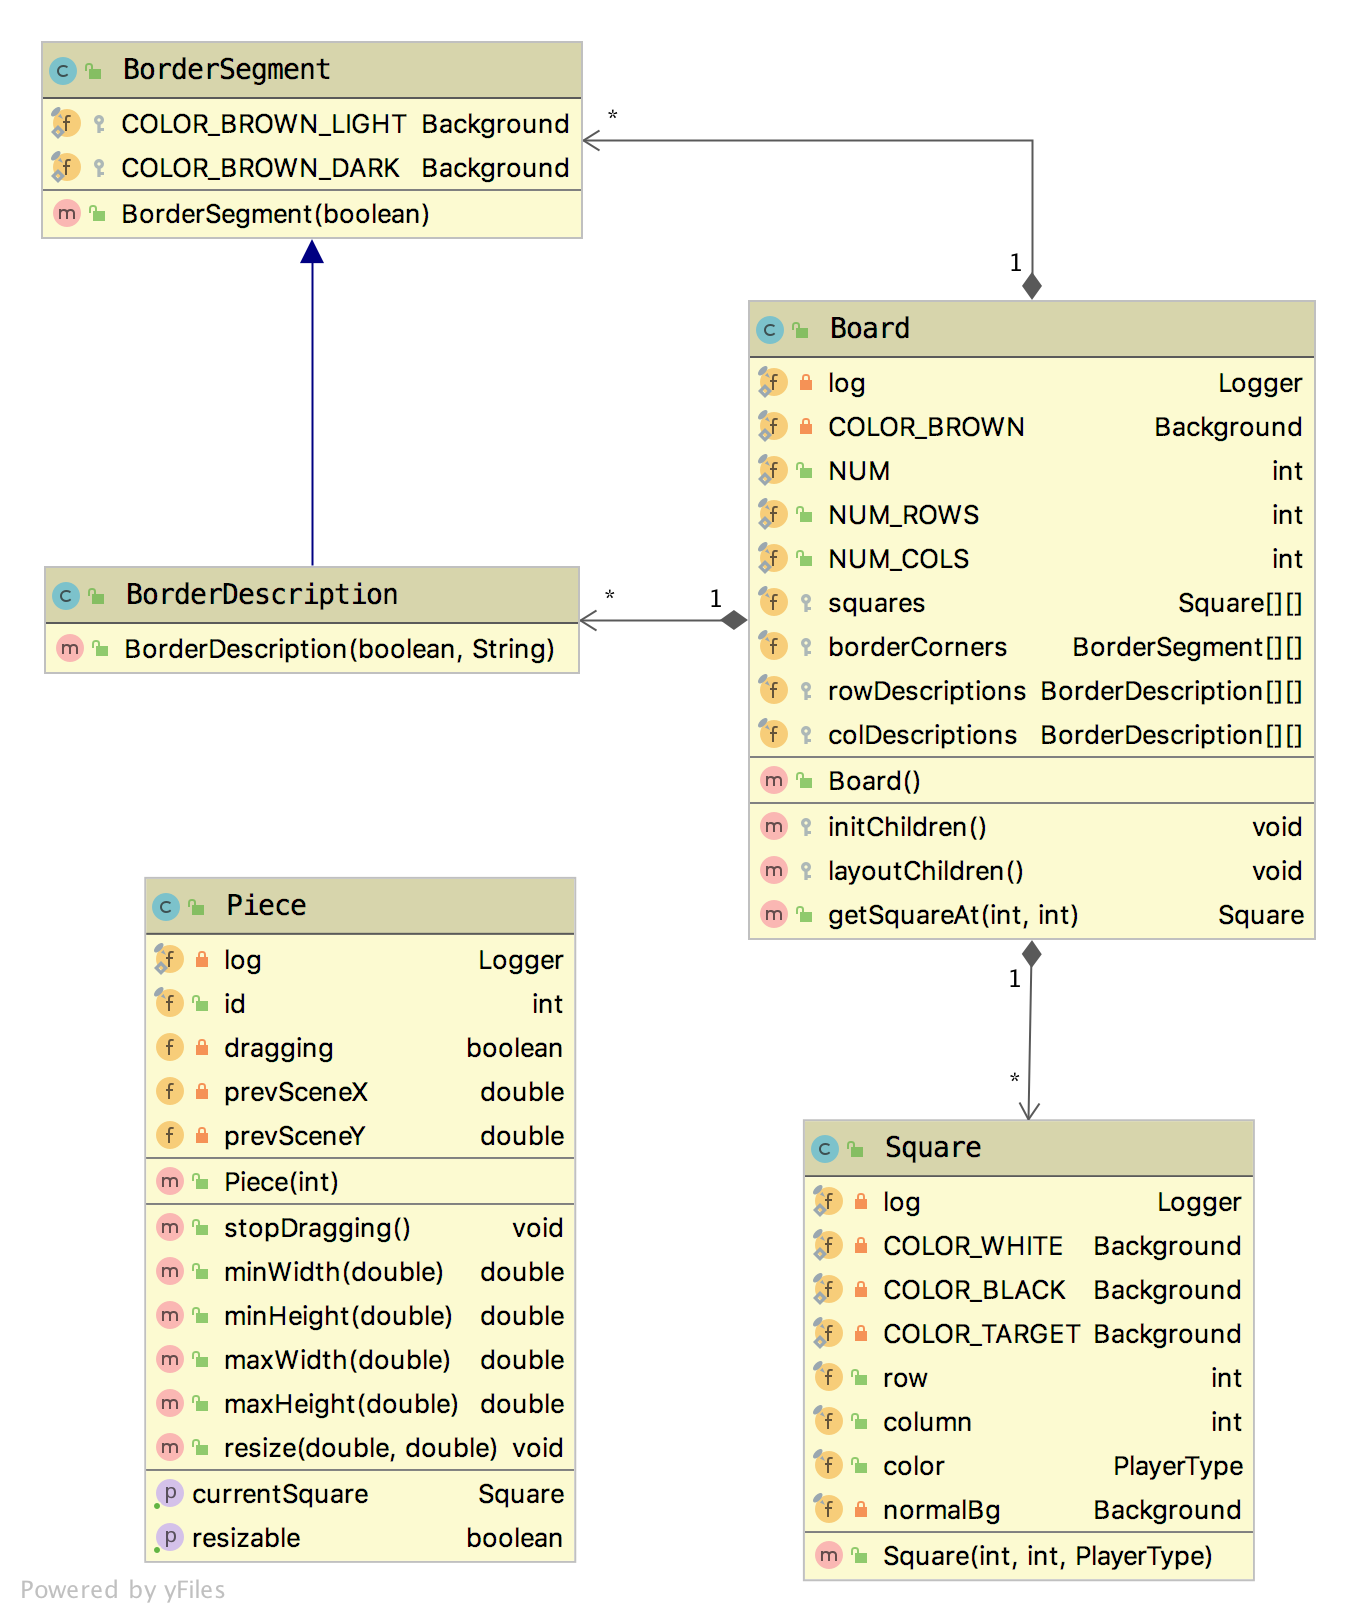 BorderSegment
COLOR_BROWN_LIGHT Background
COLOR_BROWN_DARK Background
BorderSegment(boolean)
*
1
Board
log Logger
COLOR_BROWN Background
NUM int
NUM_ROWS int
NUM_COLS int
squares Square[][]
borderCorners BorderSegment[][]
rowDescriptions BorderDescription[][]
colDescriptions BorderDescription[][]
Board()
initChildren() void
layoutChildren() void
getSquareAt(int, int) Square
* 1
BorderDescription
BorderDescription(boolean, String)
Piece
log Logger
id int
dragging boolean
prevSceneX double
prevSceneY double
Piece(int)
stopDragging() void
minWidth(double) double
minHeight(double) double
maxWidth(double) double
maxHeight(double) double
resize(double, double) void
currentSquare Square
resizable boolean
1
*
Square
log Logger
COLOR_WHITE Background
COLOR_BLACK Background
COLOR_TARGET Background
row int
column int
color PlayerType
normalBg Background
Square(int, int, PlayerType)
Powered by yFiles